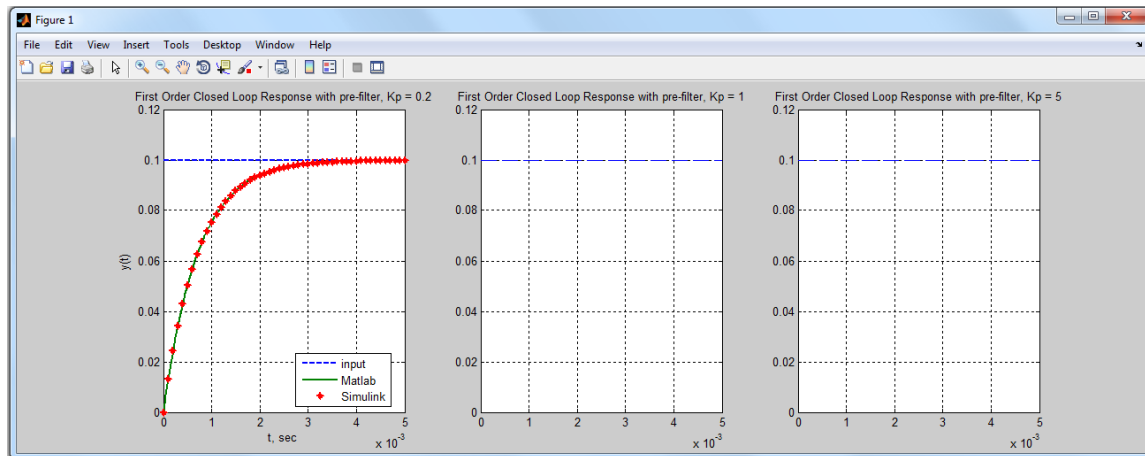 Figure 1
File Edit View Insert Tools Desktop Window Help
First Order Closed Loop Response with pre-filter, Kp = 0.2
0.12
0.1
0.08
0.06
0.04
0.02
0
y(t)
0 1 2 3 4 5
t, sec
x 10^-3
input
Matlab
Simulink
First Order Closed Loop Response with pre-filter, Kp = 1
0.12
0.1
0.08
0.06
0.04
0.02
0
0 1 2 3 4 5
x 10^-3
First Order Closed Loop Response with pre-filter, Kp = 5
0.12
0.1
0.08
0.06
0.04
0.02
0
0 1 2 3 4 5
x 10^-3